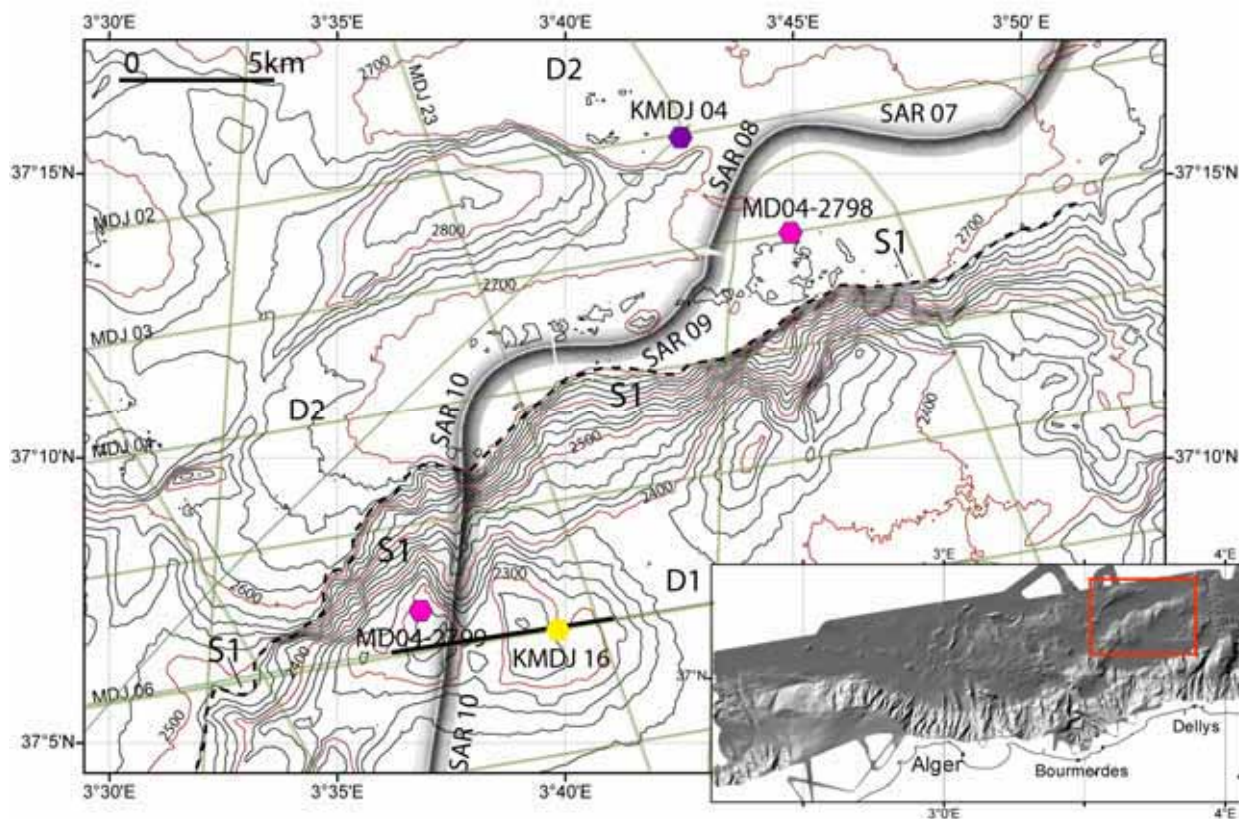 3°30'E
3°35'E
3°40'E
3°45'E
3°50' E
0
5km
2700
MDJ 23
D2
KMDJ 04
SAR 07
SAR 08
37°15'N
37°15'N
MDJ 02
2800
MD04-2798
S1
2700
2700
MDJ 03
SAR 09
S1
SAR 10
D2
2400
MDJ 04
2500
37°10'N
37°10'N
2400
S1
2600
2300
D1
3°E
4°E
MD04-2799
KMDJ 16
S1
2400
MDJ 06
2500
37°N
SAR 10
37°5'N
Dellys
Alger
Bourmerdes
3°0'E
4°E
3°30'E
3°35'E
3°40'E